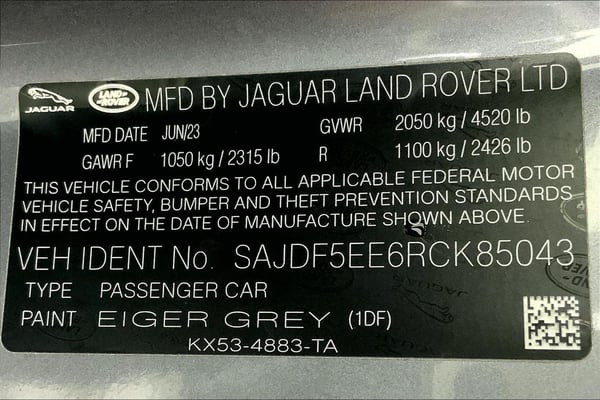 JAGUAR LAND ROVER MFD BY JAGUAR LAND ROVER LTD
MFD DATE JUN/23 GVWR 2050 kg / 4520 lb
GAWR F 1050 kg / 2315 lb R 1100 kg / 2426 lb
THIS VEHICLE CONFORMS TO ALL APPLICABLE FEDERAL MOTOR
VEHICLE SAFETY, BUMPER AND THEFT PREVENTION STANDARDS
IN EFFECT ON THE DATE OF MANUFACTURE SHOWN ABOVE.
VEH IDENT No. SAJDF5EE6RCK85043
TYPE PASSENGER CAR
PAINT EIGER GREY (1DF)
KX53-4883-TA